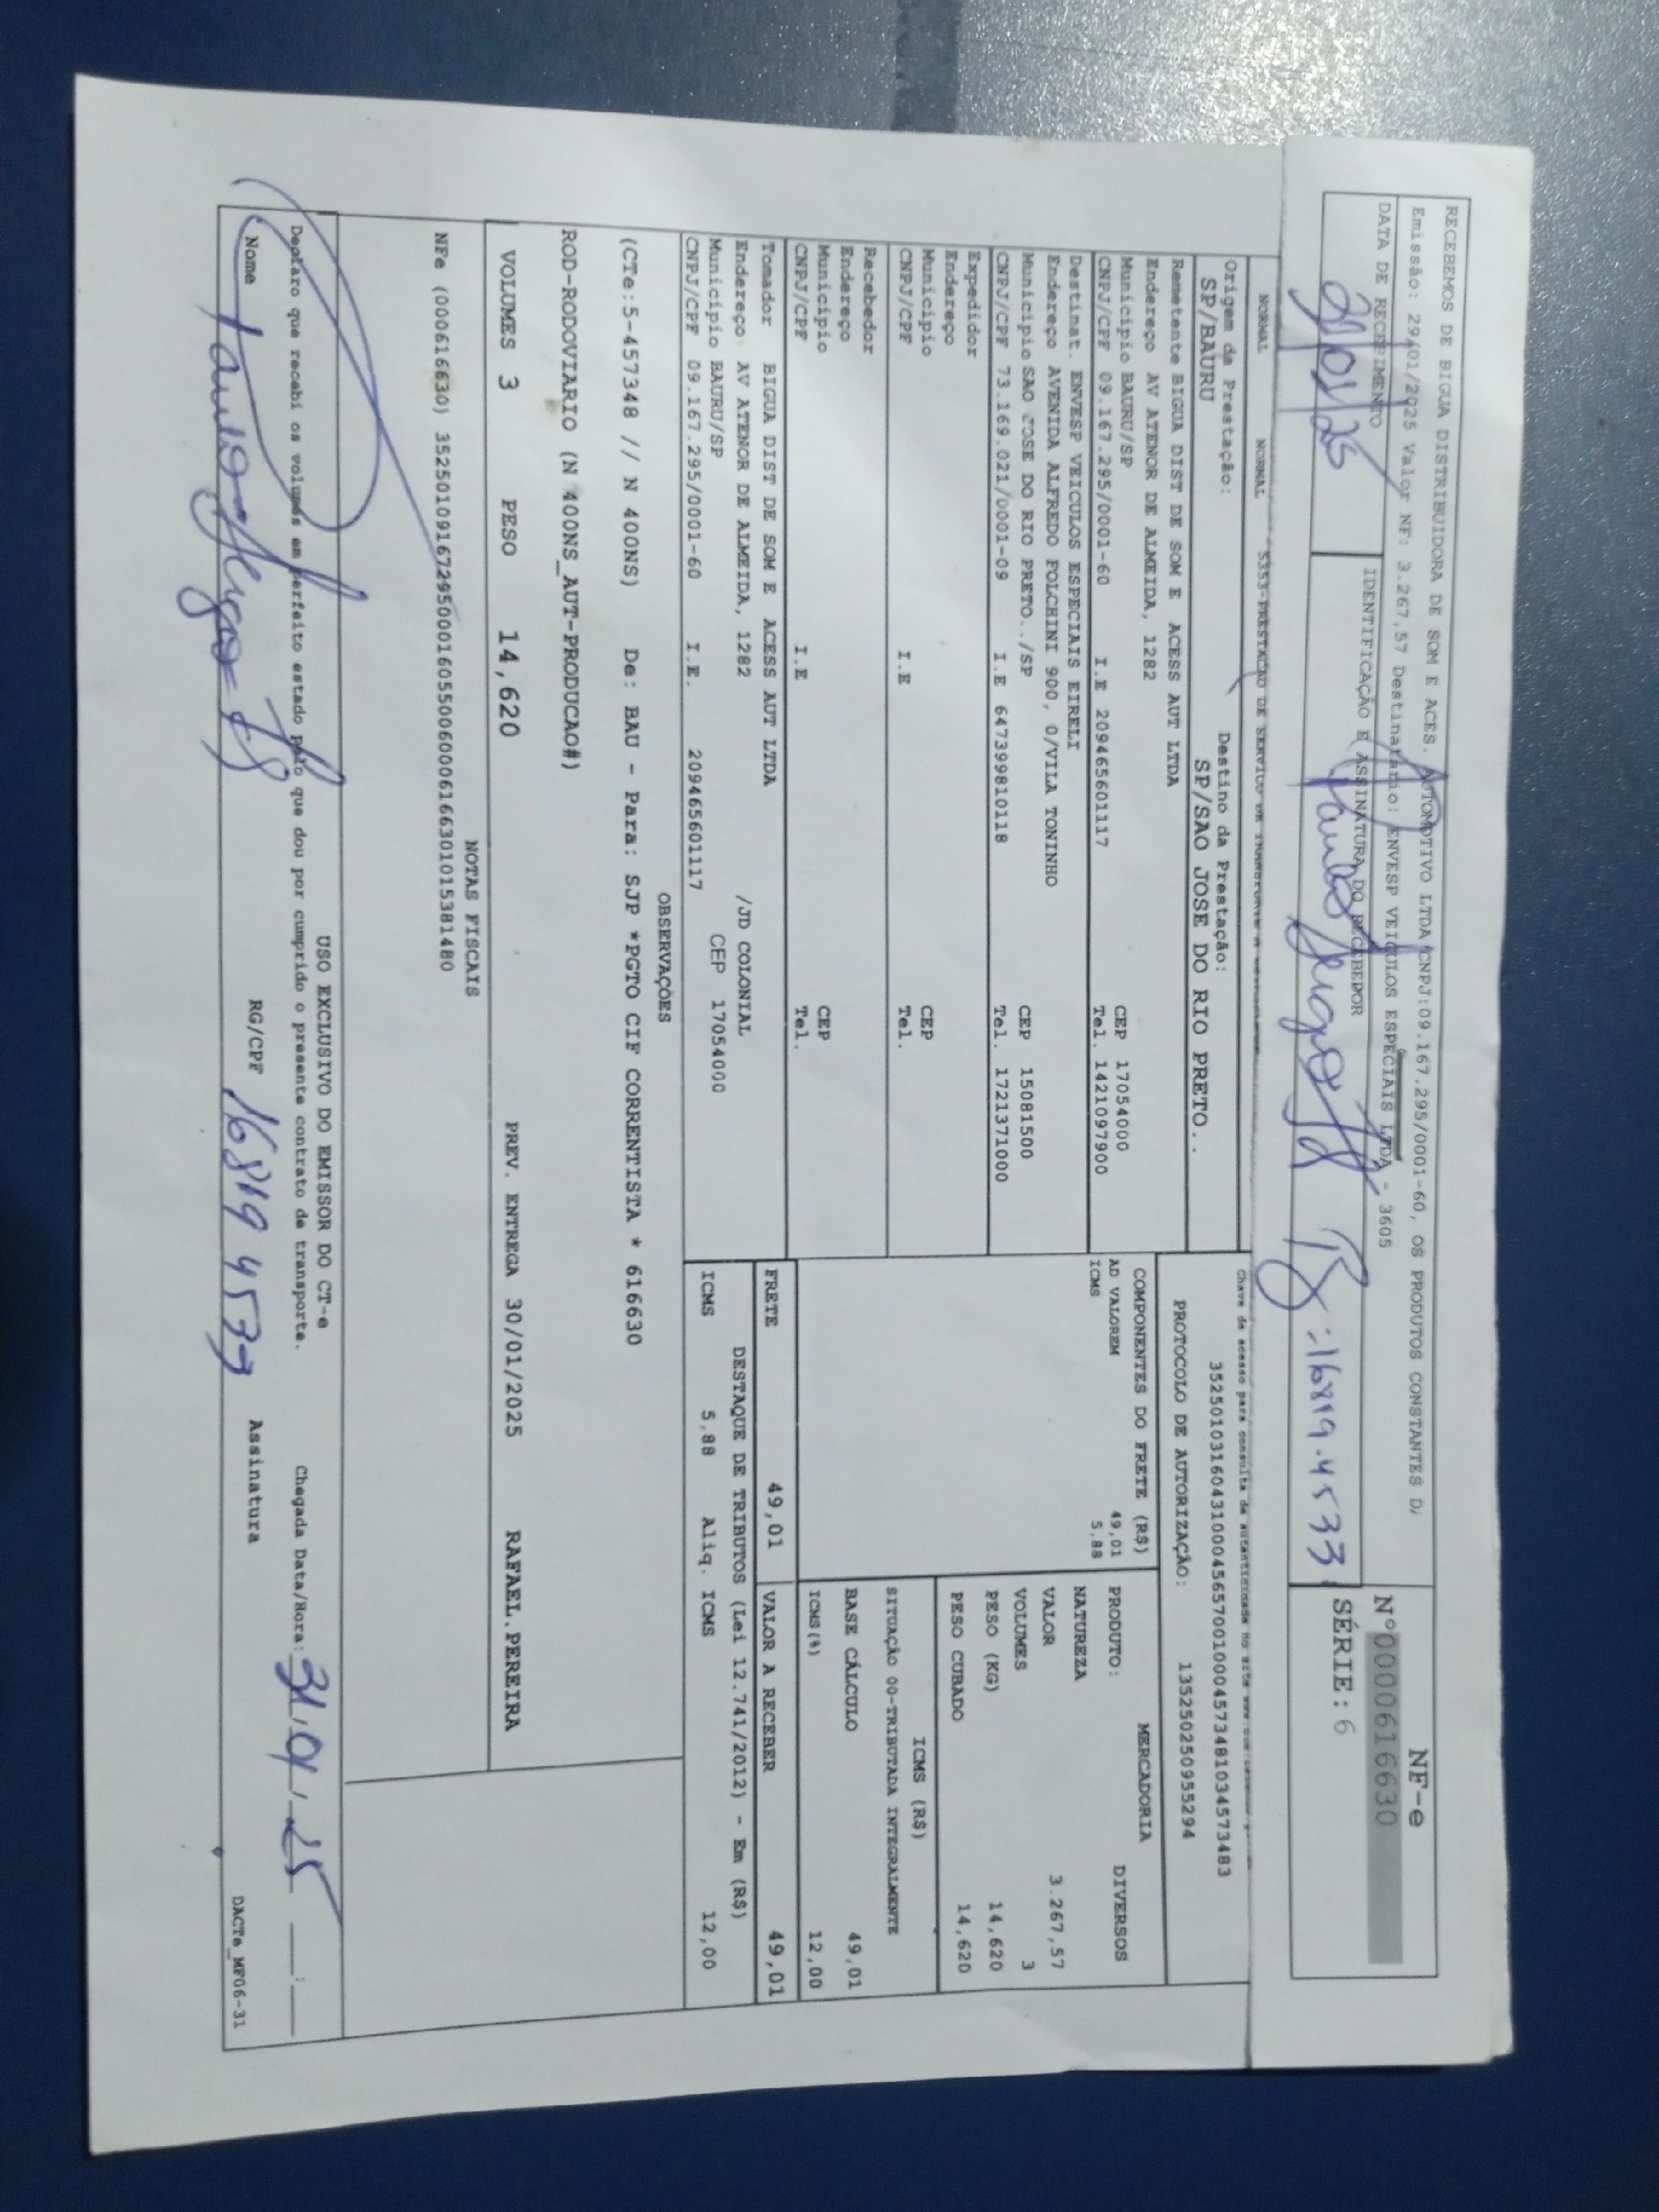 RECEBEMOS DE BIGUA DISTRIBUIDORA DE SOM E ACES. AUTOMOTIVO LTDA CNPJ:09.167.295/0001-60, OS PRODUTOS CONSTANTES D
Emissão: 29/01/2025 Valor NF: 3.267,57 Destinatário: ENVESP VEICULOS ESPECIAIS LTDA - 3605
DATA DE RECEBIMENTO
IDENTIFICAÇÃO E ASSINATURA DO RECEBEDOR
/01/25
:16819.4533
NF-e
N°0000616630
SÉRIE: 6
NORMAL NORMAL 5353-PRESTAÇÃO DE SERVIÇO DE
Chave de acesso para consulta de autenticidade no site
Origem da Prestação:
SP/BAURU
Destino da Prestação:
SP/SAO JOSE DO RIO PRETO..
35250103160431000456570010004573481034573483
PROTOCOLO DE AUTORIZAÇÃO: 135250250955294
Remetente BIGUA DIST DE SOM E ACESS AUT LTDA
Endereço AV ATENOR DE ALMEIDA, 1282
Município BAURU/SP CEP 17054000
CNPJ/CPF 09.167.295/0001-60 I.E 209465601117 Tel. 1421097900
Destinat. ENVESP VEICULOS ESPECIAIS EIRELI
Endereço AVENIDA ALFREDO FOLCHINI 900, 0/VILA TONINHO
Município SAO JOSE DO RIO PRETO../SP CEP 15081500
CNPJ/CPF 73.169.021/0001-09 I.E 647399810118 Tel. 1721371000
Expedidor
Endereço
Município CEP
CNPJ/CPF I.E Tel.
Recebedor
Endereço
Município CEP
CNPJ/CPF I.E Tel.
Tomador BIGUA DIST DE SOM E ACESS AUT LTDA
Endereço AV ATENOR DE ALMEIDA, 1282 /JD COLONIAL
Município BAURU/SP CEP 17054000
CNPJ/CPF 09.167.295/0001-60 I.E. 209465601117
COMPONENTES DO FRETE (R$)
AD VALOREM 49,01
ICMS 5,88
MERCADORIA
PRODUTO: DIVERSOS
NATUREZA
VALOR 3.267,57
VOLUMES 3
PESO (KG) 14,620
PESO CUBADO 14,620
ICMS (R$)
SITUAÇÃO 00-TRIBUTADA INTEGRALMENTE
BASE CÁLCULO 49,01
ICMS(%) 12,00
FRETE 49,01 VALOR A RECEBER 49,01
DESTAQUE DE TRIBUTOS (Lei 12.741/2012) - Em (R$)
ICMS 5,88 Aliq. ICMS 12,00
OBSERVAÇÕES
(CTe:5-457348 // N 400NS) De: BAU - Para: SJP *PGTO CIF CORRENTISTA * 616630
ROD-RODOVIARIO (N 400NS_AUT-PRODUCAO#)
VOLUMES 3 PESO 14,620 PREV. ENTREGA 30/01/2025 RAFAEL.PEREIRA
NOTAS FISCAIS
NFe (000616630) 35250109167295000160550060006166301015381480
USO EXCLUSIVO DO EMISSOR DO CT-e
Declaro que recebi os volumes em perfeito estado pelo que dou por cumprido o presente contrato de transporte. Chegada Data/Hora: 31/01/25 __:__
Nome RG/CPF 168194533 Assinatura
DACTe_MF06-31